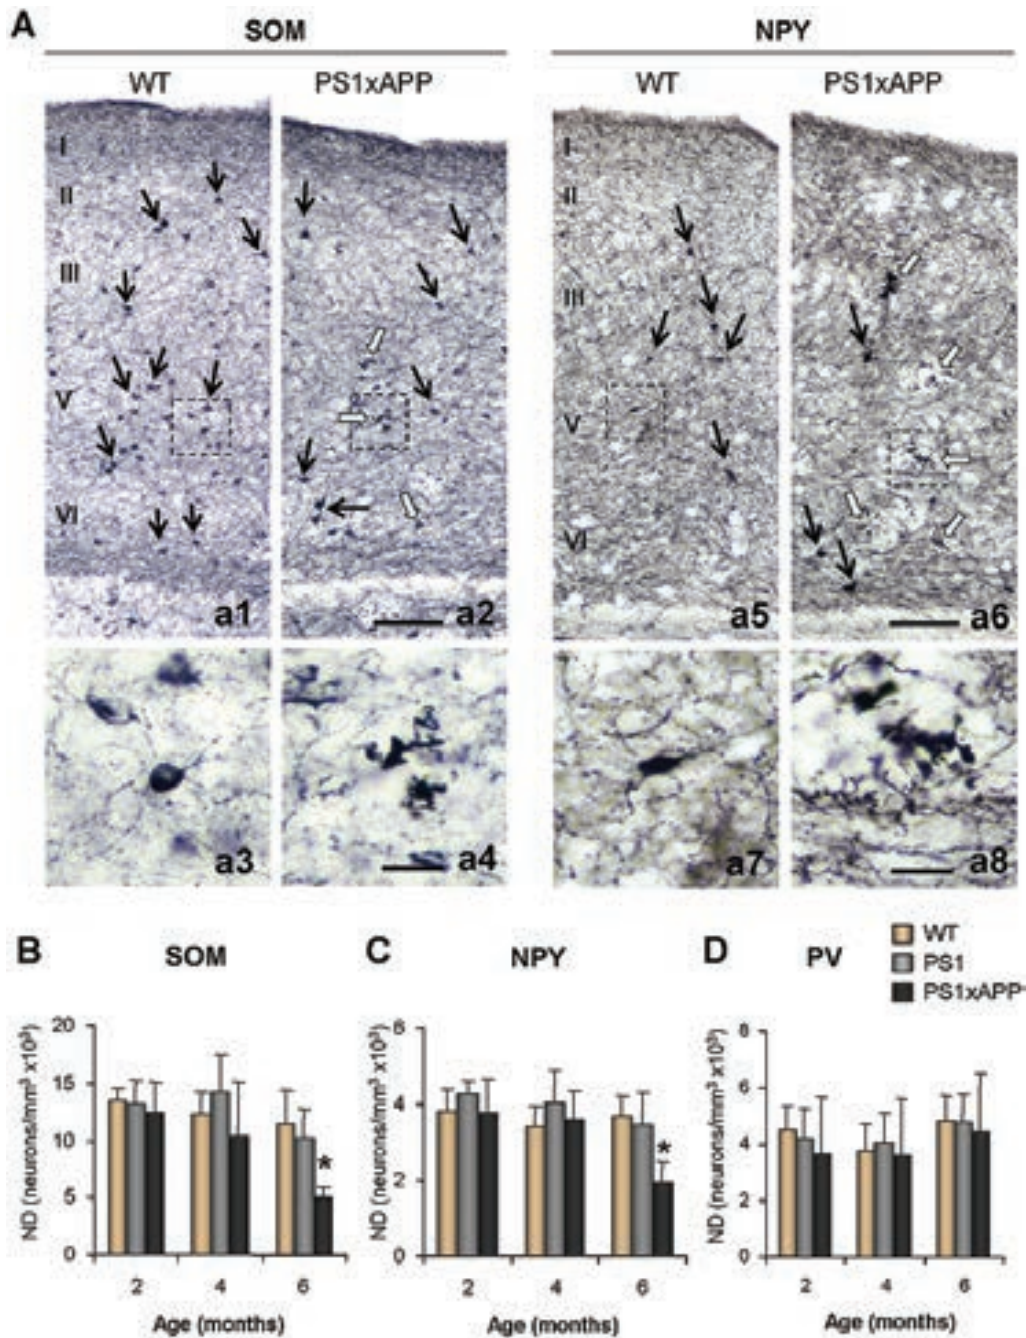 A
SOM
NPY
WT PS1xAPP WT PS1xAPP
I
II
III
V
VI
a1
a2
I
II
III
V
VI
a5
a6
a3
a4
a7
a8
B SOM
ND (neurons/mm³ x10³)
20
15
10
5
0
2 4 6
*
Age (months)
C NPY
ND (neurons/mm³ x10³)
6
4
2
0
2 4 6
*
Age (months)
D PV
WT
PS1
PS1xAPP
ND (neurons/mm³ x10³)
8
6
4
2
0
2 4 6
Age (months)